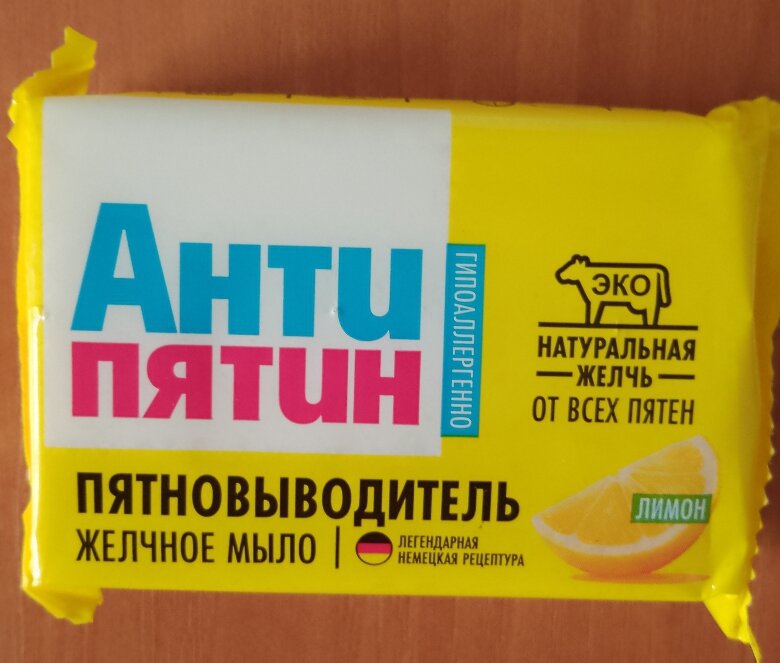 Анти
пятин
ГИПОАЛЛЕРГЕННО
ЭКО
НАТУРАЛЬНАЯ
ЖЕЛЧЬ
ОТ ВСЕХ ПЯТЕН
ЛИМОН
ПЯТНОВЫВОДИТЕЛЬ
ЖЕЛЧНОЕ МЫЛО
ЛЕГЕНДАРНАЯ
НЕМЕЦКАЯ РЕЦЕПТУРА